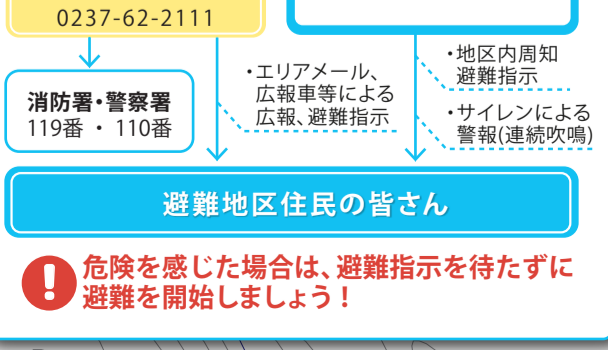 0237-62-2111
消防署・警察署
119番 ・ 110番
・エリアメール、
広報車等による
広報、避難指示
・地区内周知
避難指示
・サイレンによる
警報(連続吹鳴)
避難地区住民の皆さん
危険を感じた場合は、避難指示を待たずに
避難を開始しましょう！